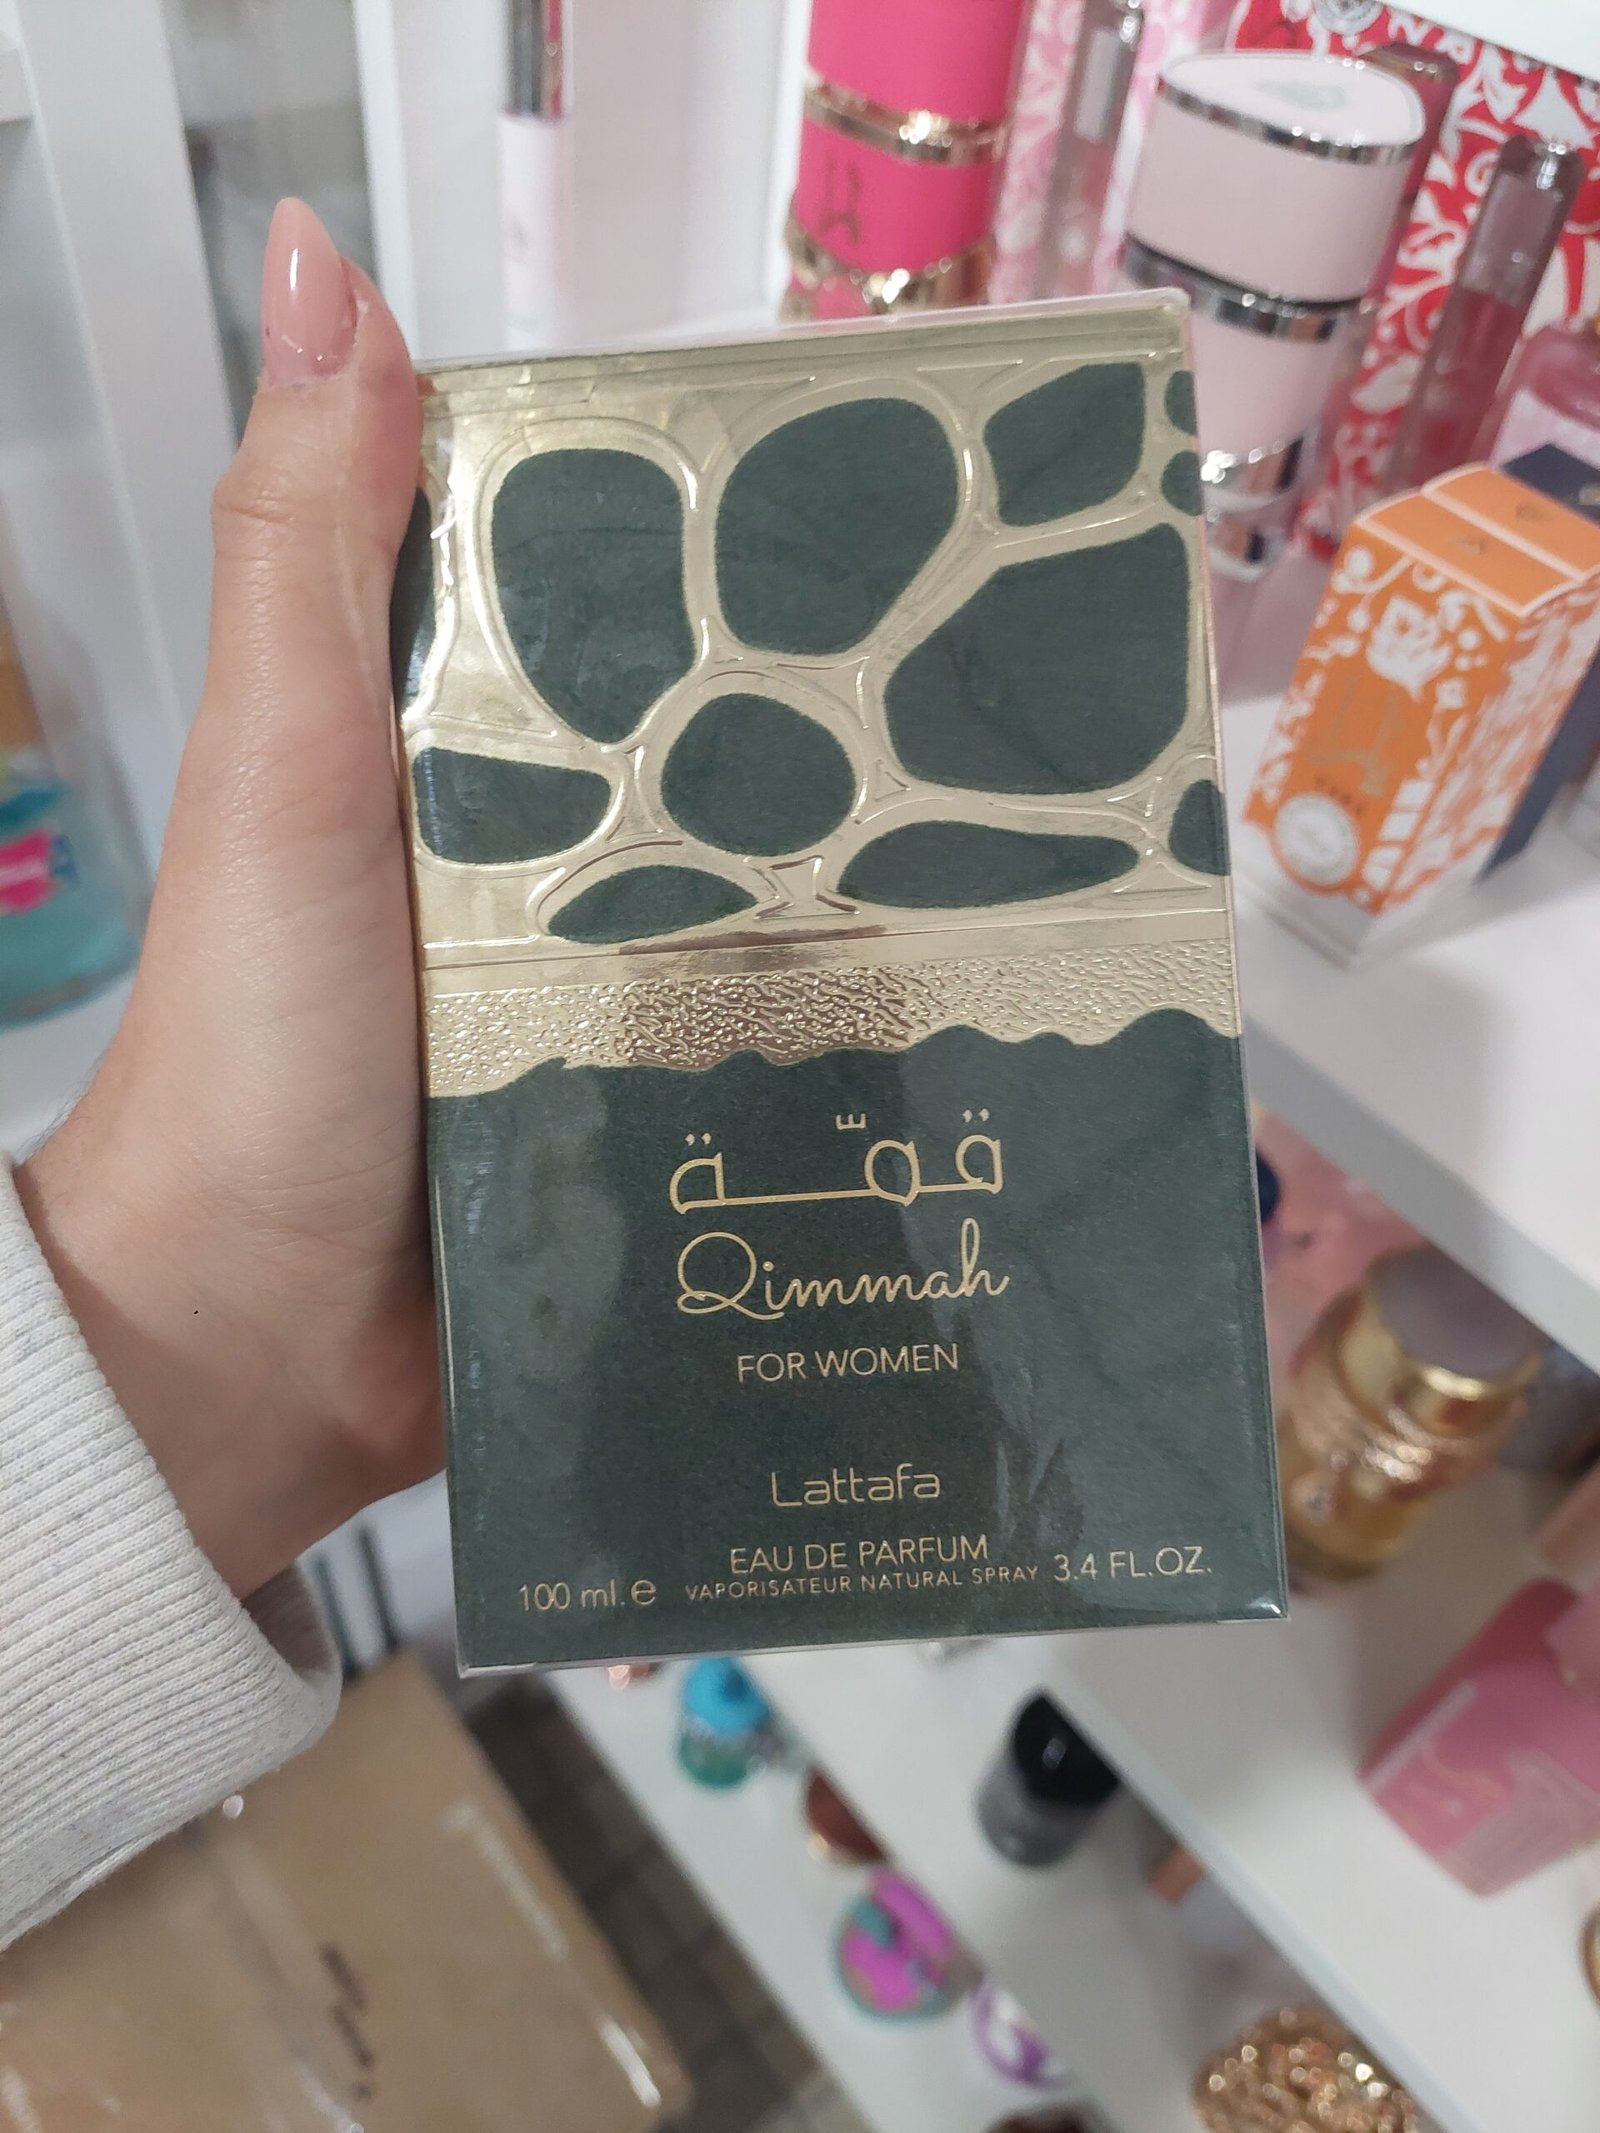 قمّة
Qimmah
FOR WOMEN
Lattafa
EAU DE PARFUM
100 ml. e VAPORISATEUR NATURAL SPRAY 3.4 FL.OZ.